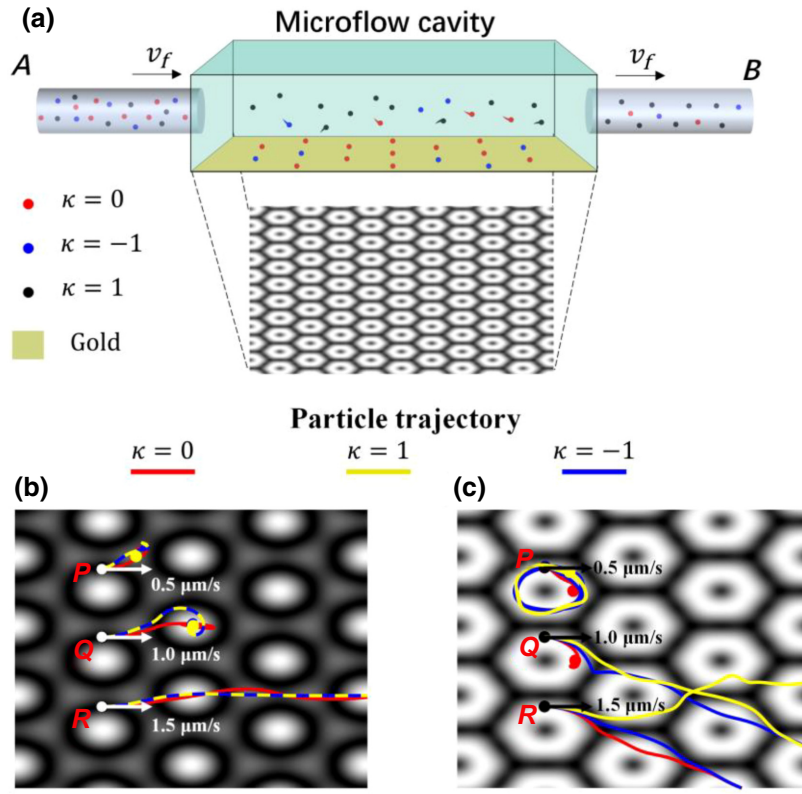 (a)
Microflow cavity
A
v_f
v_f
B
κ = 0
κ = −1
κ = 1
Gold
Particle trajectory
κ = 0
κ = 1
κ = −1
(b)
(c)
P
0.5 μm/s
Q
1.0 μm/s
R
1.5 μm/s
P
0.5 μm/s
Q
1.0 μm/s
R
1.5 μm/s